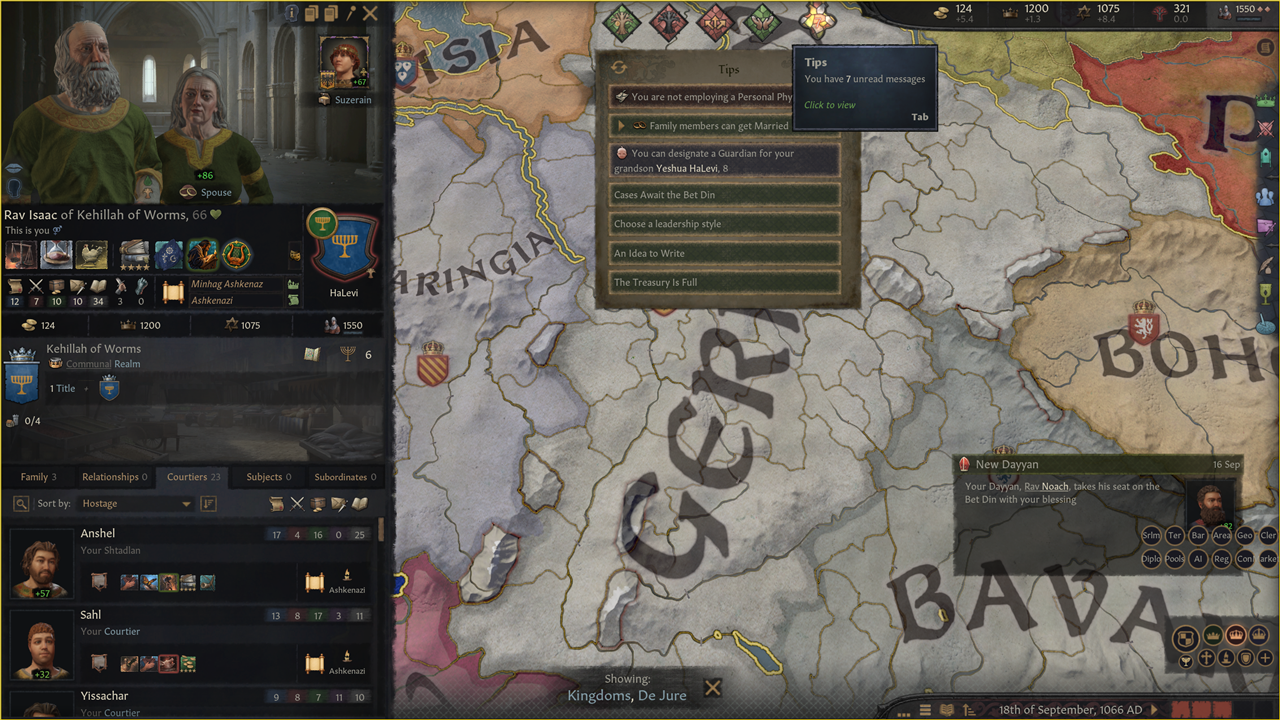 124
+5.4
1200
+1.3
1075
+8.4
321
0.0
1550
+67
Suzerain
+86
Spouse
Rav Isaac of Kehillah of Worms, 66
This is you
12 7 10 10 34 3 0
Minhag Ashkenaz
Ashkenazi
HaLevi
124 1200 1075 1550
Kehillah of Worms
Communal Realm
6
1 Title
0/4
Family 3 Relationships 0 Courtiers 23 Subjects 0 Subordinates 0
Sort by: Hostage
Anshel 17 4 16 0 25
Your Shtadlan
+57
Ashkenazi
Sahl 13 8 17 3 11
Your Courtier
+32
Ashkenazi
Yissachar 9 8 7 11 10
Your Courtier
Tips
You are not employing a Personal Phy
Family members can get Married
You can designate a Guardian for your
grandson Yeshua HaLevi, 8
Cases Await the Bet Din
Choose a leadership style
An Idea to Write
The Treasury Is Full
Tips
You have 7 unread messages
Click to view
Tab
ISIA
ARINGIA
GERM
BOH
BAVA
P
New Dayyan 16 Sep
Your Dayyan, Rav Noach, takes his seat on the
Bet Din with your blessing
Srlm Ter Bar Area Geo Cler
Diplo Pools AI Reg Con arke
Showing:
Kingdoms, De Jure
18th of September, 1066 AD